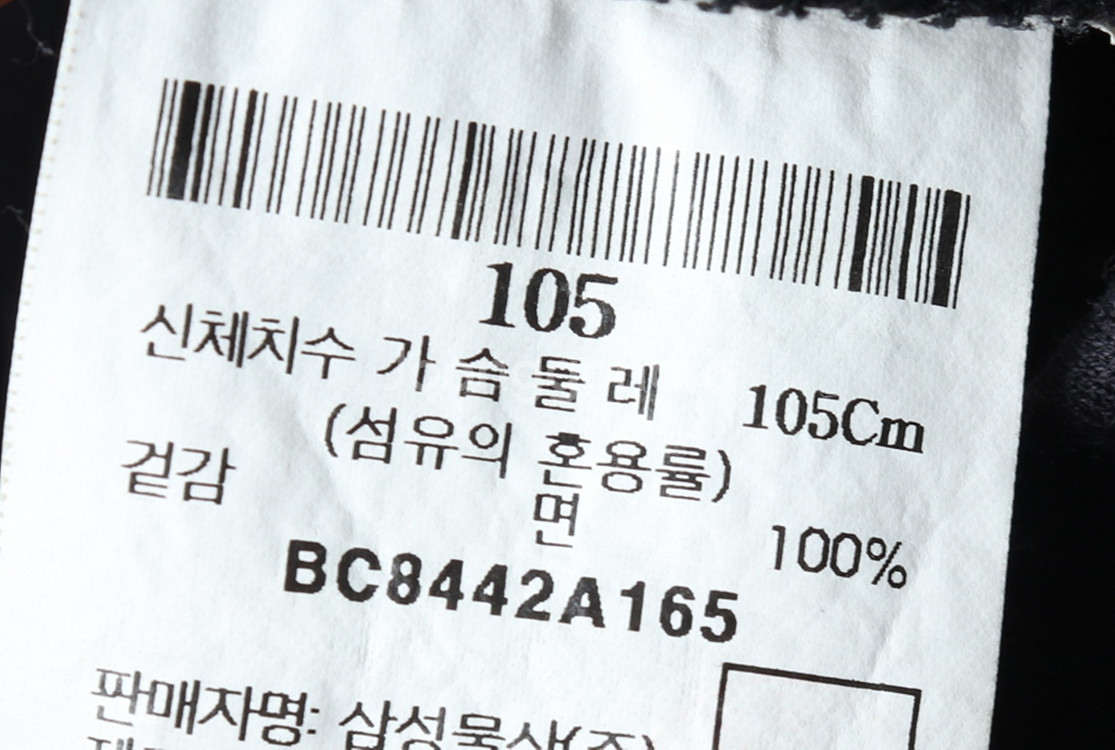 105
신체치수 가 슴 둘 레 105Cm
(섬유의 혼용률)
겉감 면 100%
BC8442A165
판매자명: 삼성물산(주)